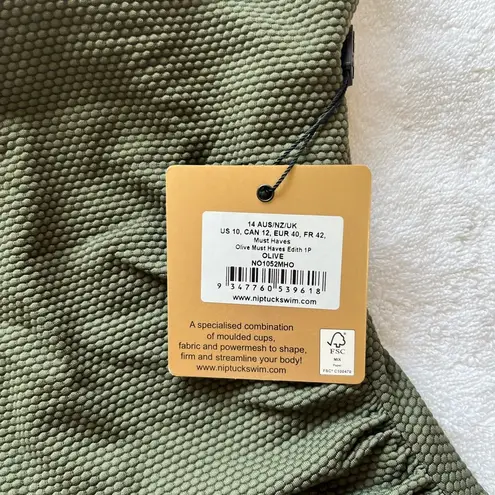 14 AUS/NZ/UK
US 10, CAN 12, EUR 40, FR 42,
Must Haves
Olive Must Haves Edith 1P
OLIVE
NO1052MHO
9 347760 539618
www.niptuckswim.com
A specialised combination
of moulded cups,
fabric and powermesh to shape,
firm and streamline your body!
www.niptuckswim.com
FSC
MIX
Paper